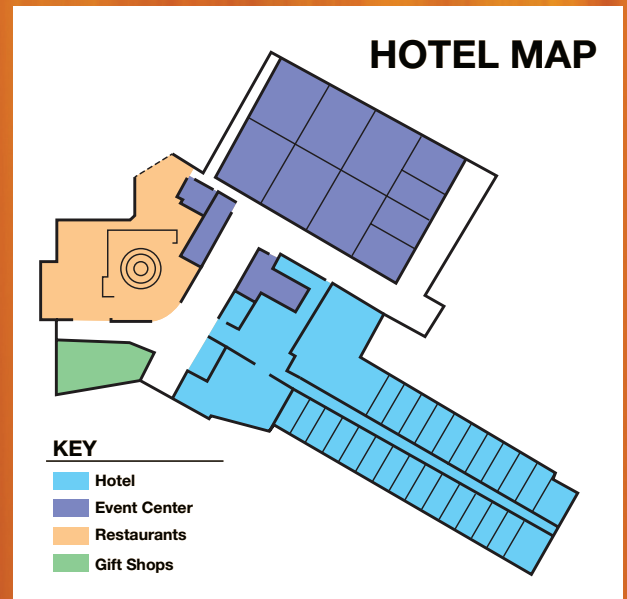 HOTEL MAP
KEY
Hotel
Event Center
Restaurants
Gift Shops